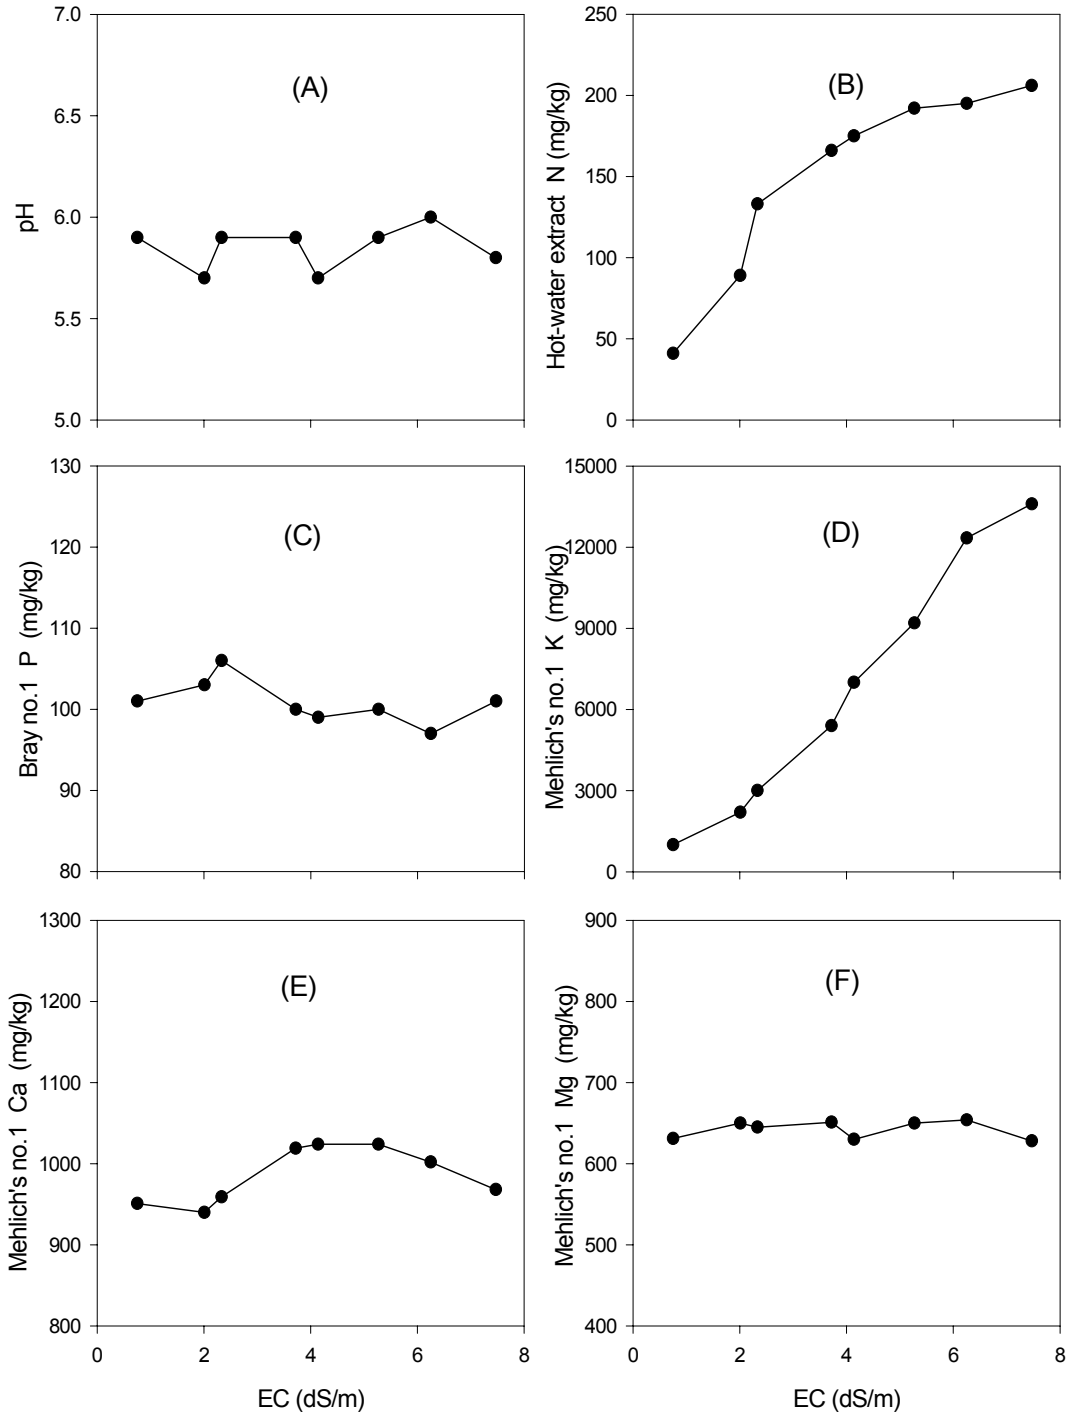 7.0
6.5
6.0
5.5
5.0
pH
(A)
250
200
150
100
50
0
Hot-water extract N (mg/kg)
(B)
130
120
110
100
90
80
Bray no.1 P (mg/kg)
(C)
15000
12000
9000
6000
3000
0
Mehlich's no.1 K (mg/kg)
(D)
1300
1200
1100
1000
900
800
Mehlich's no.1 Ca (mg/kg)
(E)
0 2 4 6 8
EC (dS/m)
900
800
700
600
500
400
Mehlich's no.1 Mg (mg/kg)
(F)
0 2 4 6 8
EC (dS/m)